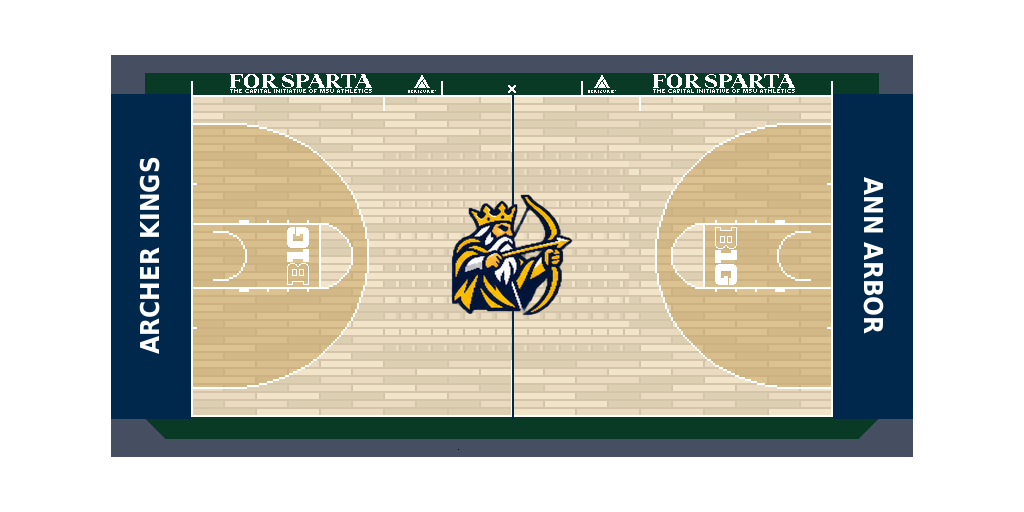 FOR SPARTA
THE CAPITAL INITIATIVE OF MSU ATHLETICS
FOR SPARTA
THE CAPITAL INITIATIVE OF MSU ATHLETICS
ARCHER KINGS
B1G
B1G
ANN ARBOR